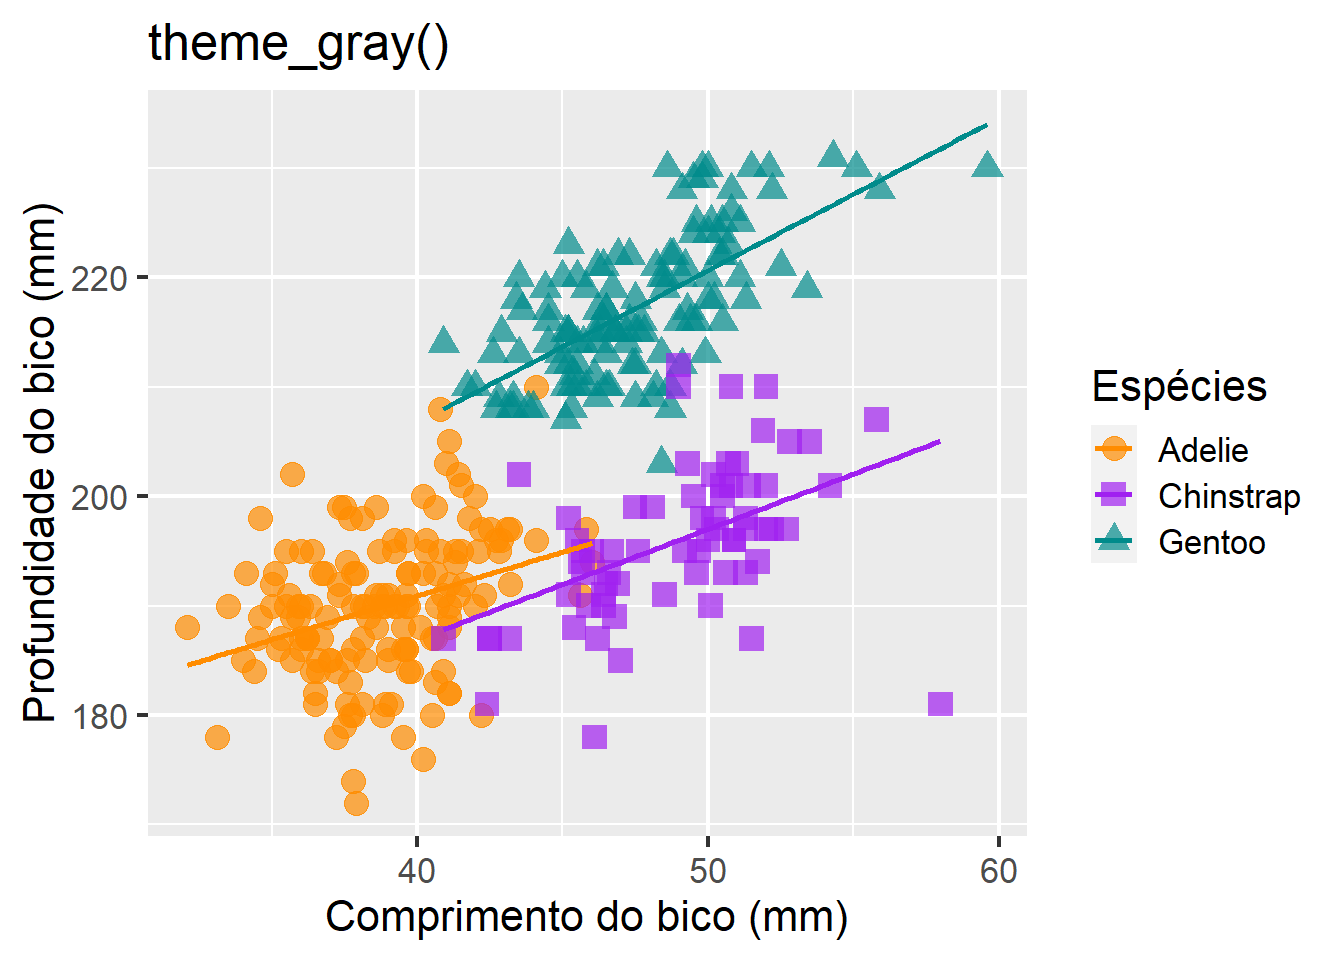 theme_gray()
Profundidade do bico (mm)
220
200
180
40 50 60
Comprimento do bico (mm)
Espécies
Adelie
Chinstrap
Gentoo